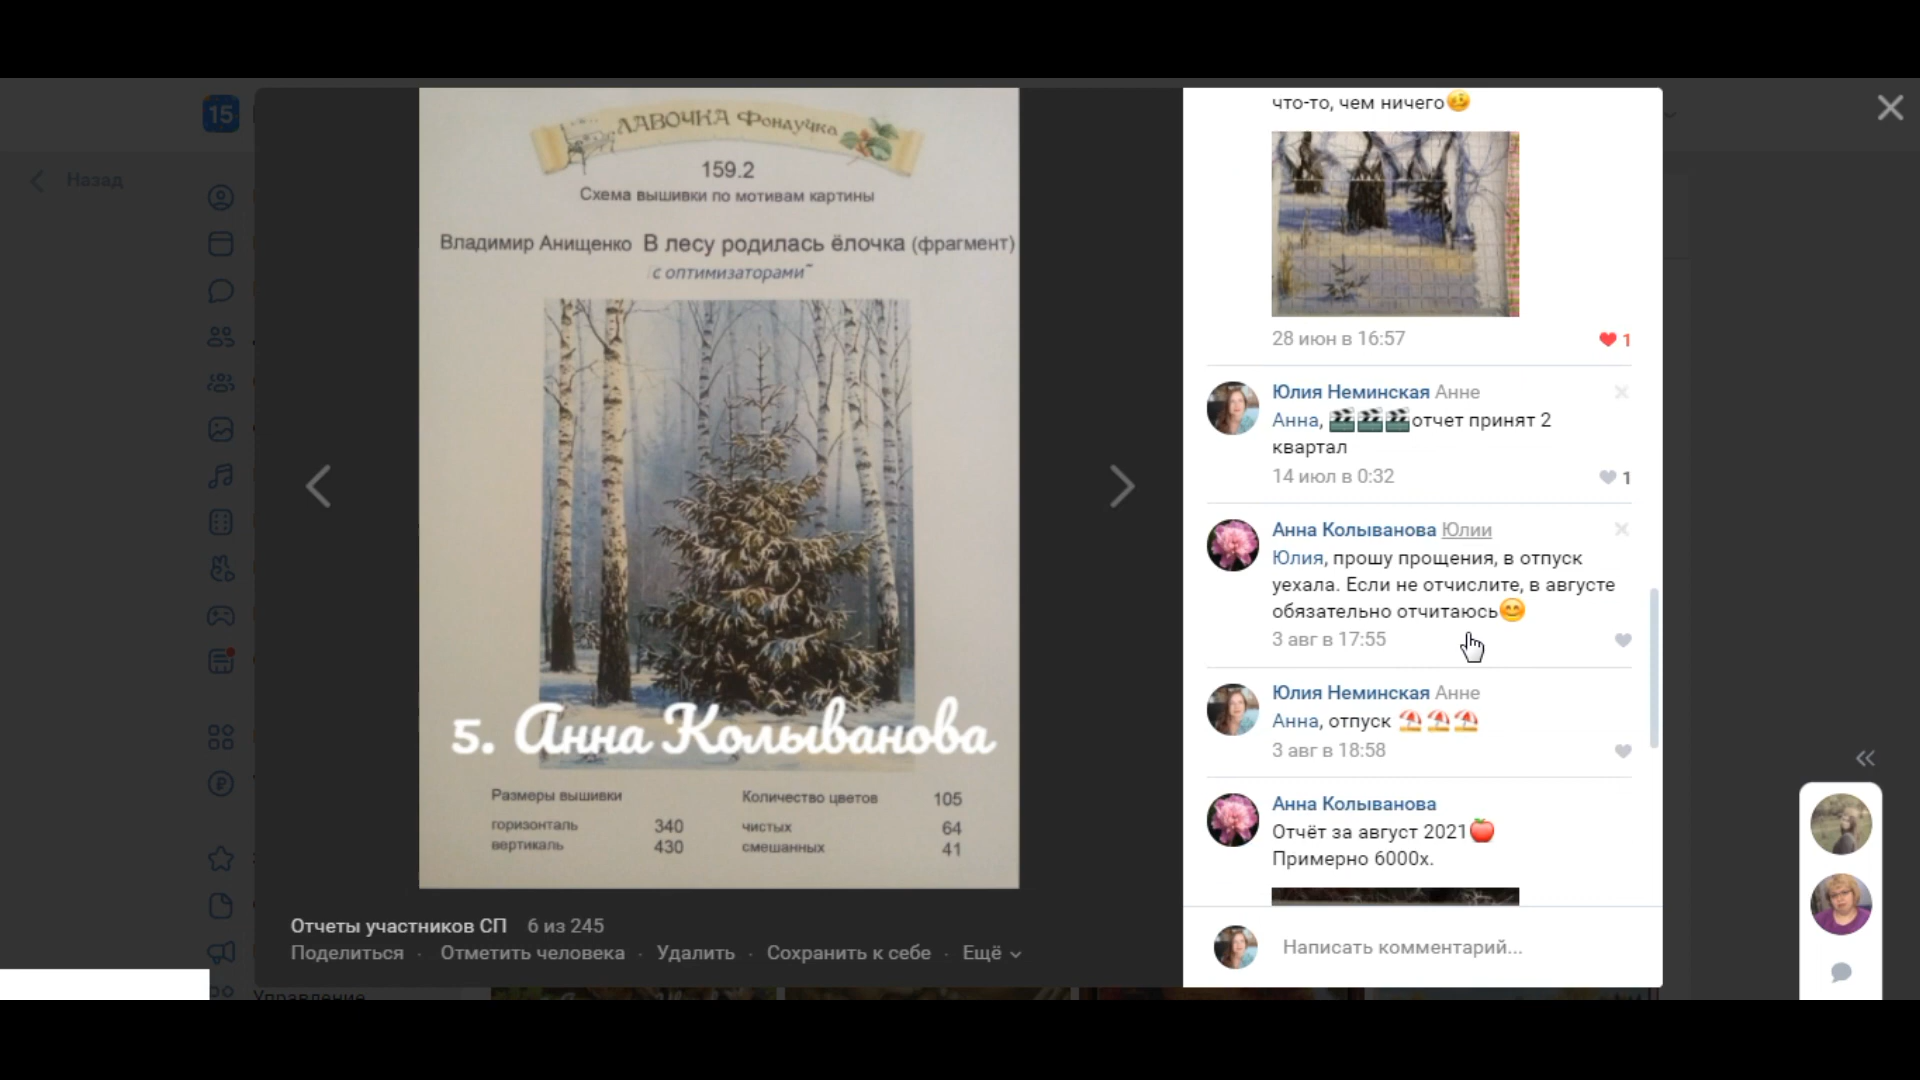 15
Назад
Управление
ЛАВОЧКА Фондучка
159.2
Схема вышивки по мотивам картины
Владимир Анищенко В лесу родилась ёлочка (фрагмент)
с оптимизаторами
5. Анна Колыванова
Размеры вышивки
горизонталь 340
вертикаль 430
Количество цветов 105
чистых 64
смешанных 41
Отчеты участников СП 6 из 245
Поделиться · Отметить человека · Удалить · Сохранить к себе · Ещё
что-то, чем ничего🥴
28 июн в 16:57
1
Юлия Неминская Анне
Анна, 🎬🎬🎬отчет принят 2
квартал
14 июл в 0:32
1
Анна Колыванова Юлии
Юлия, прошу прощения, в отпуск
уехала. Если не отчислите, в августе
обязательно отчитаюсь😊
3 авг в 17:55
Юлия Неминская Анне
Анна, отпуск ⛱⛱⛱
3 авг в 18:58
Анна Колыванова
Отчёт за август 2021🍎
Примерно 6000х.
Написать комментарий...